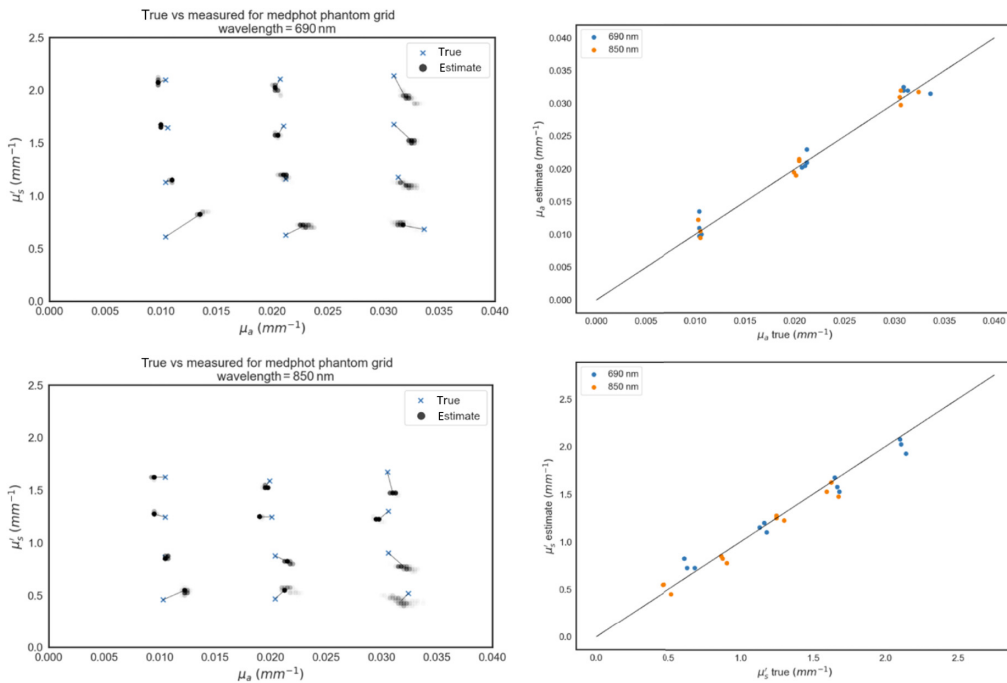 True vs measured for medphot phantom grid
wavelength = 690 nm
2.5
2.0
1.5
1.0
0.5
0.0
μ′s (mm⁻¹)
True
Estimate
0.000 0.005 0.010 0.015 0.020 0.025 0.030 0.035 0.040
μa (mm⁻¹)
0.040
0.035
0.030
0.025
0.020
0.015
0.010
0.005
0.000
μa estimate (mm⁻¹)
690 nm
850 nm
0.000 0.005 0.010 0.015 0.020 0.025 0.030 0.035 0.040
μa true (mm⁻¹)
True vs measured for medphot phantom grid
wavelength = 850 nm
2.5
2.0
1.5
1.0
0.5
0.0
μ′s (mm⁻¹)
True
Estimate
0.000 0.005 0.010 0.015 0.020 0.025 0.030 0.035 0.040
μa (mm⁻¹)
2.5
2.0
1.5
1.0
0.5
0.0
μ′s estimate (mm⁻¹)
690 nm
850 nm
0.0 0.5 1.0 1.5 2.0 2.5
μ′s true (mm⁻¹)